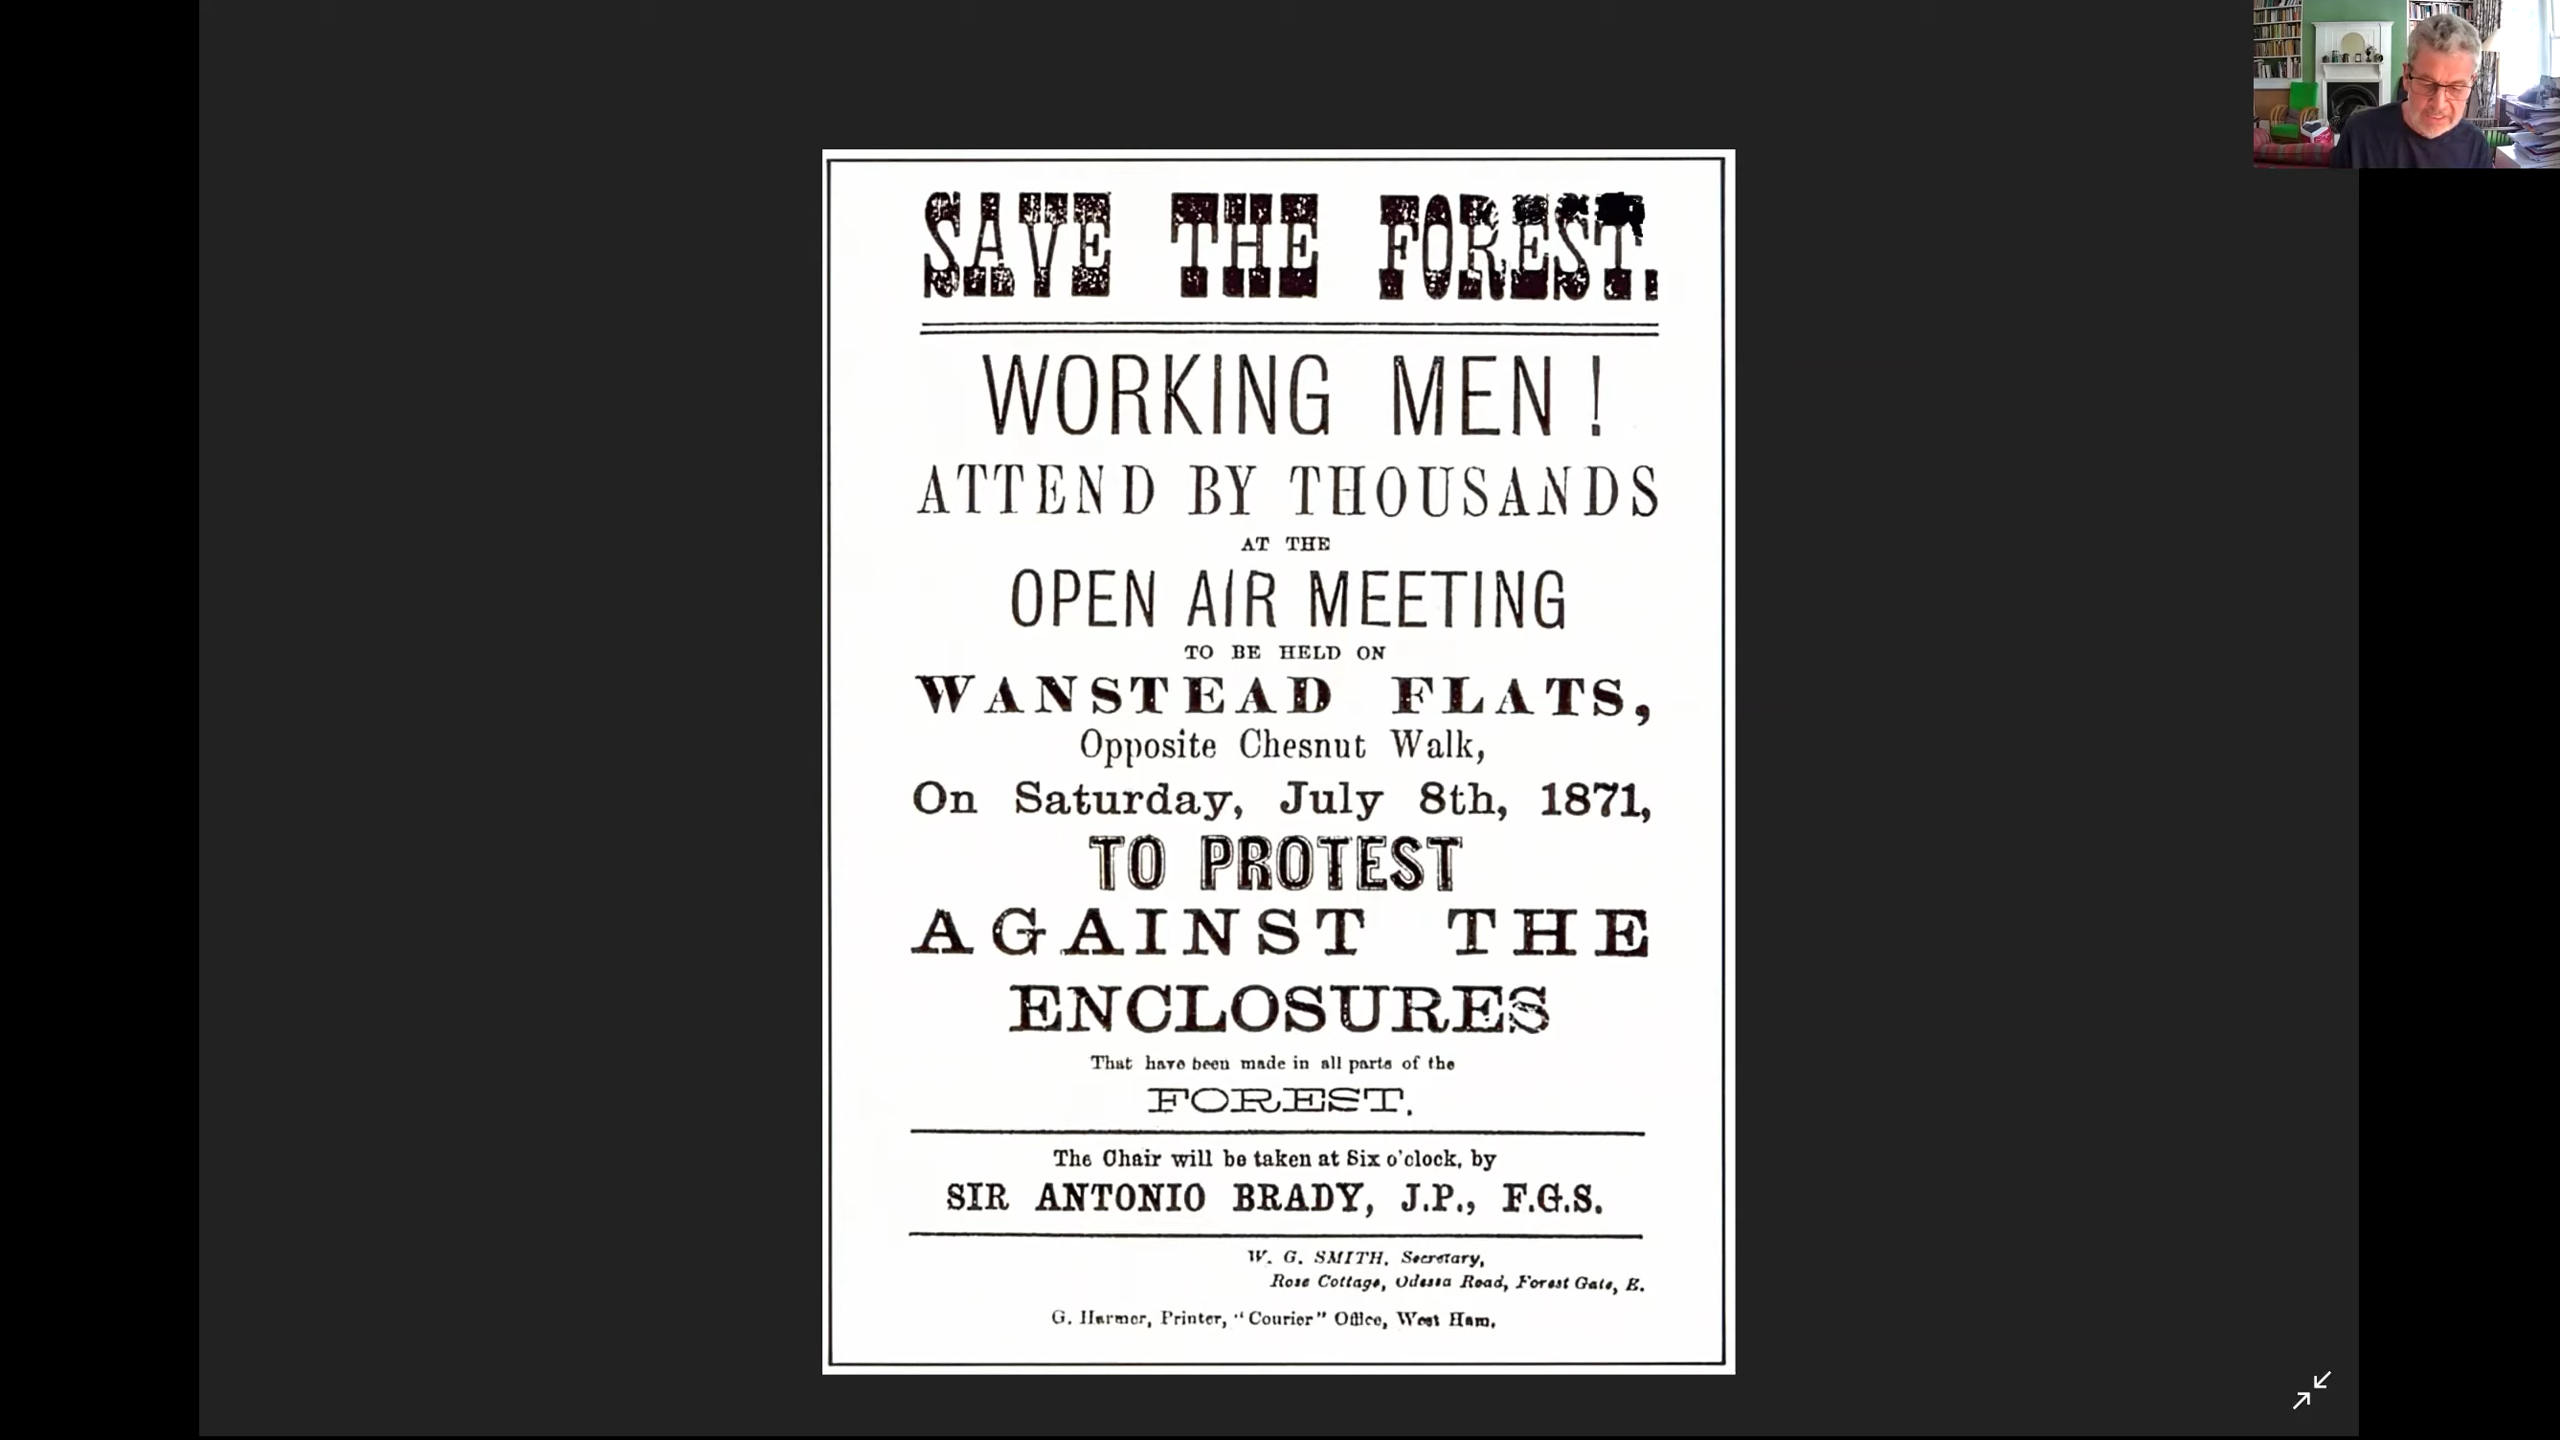 SAVE THE FOREST.
WORKING MEN!
ATTEND BY THOUSANDS
AT THE
OPEN AIR MEETING
TO BE HELD ON
WANSTEAD FLATS,
Opposite Chesnut Walk,
On Saturday, July 8th, 1871,
TO PROTEST
AGAINST THE
ENCLOSURES
That have been made in all parts of the
FOREST.
The Chair will be taken at Six o'clock, by
SIR ANTONIO BRADY, J.P., F.G.S.
W. G. SMITH, Secretary,
Rose Cottage, Odessa Road, Forest Gate, E.
G. Harmer, Printer, "Courier" Office, West Ham.